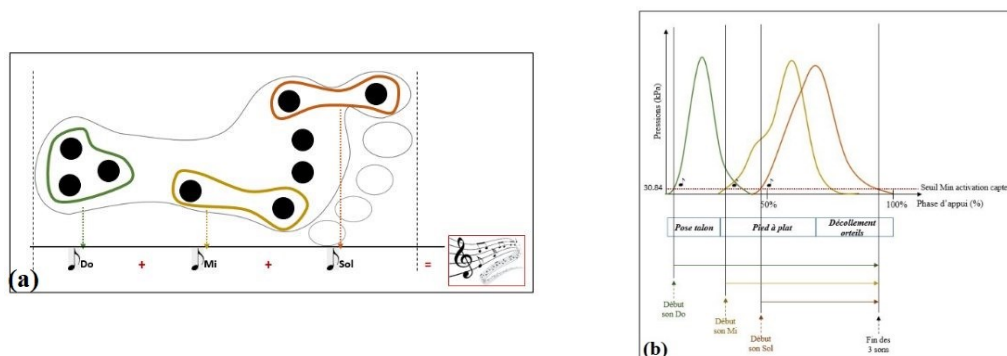 Do + Mi + Sol =
(a)
Pressions (kPa)
30.84
Seuil Min activation capte
50%
100%
Phase d'appui (%)
Pose talon
Pied à plat
Décollement
orteils
Début
son Do
Début
son Mi
Début
son Sol
Fin des
3 sons
(b)